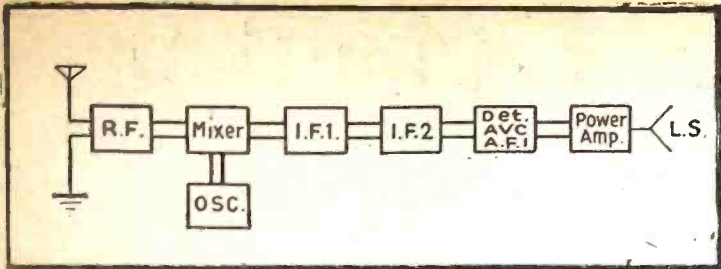 R.F.
Mixer
I.F.1.
I.F.2
Det.
AVC
A.F.1
Power
Amp.
L.S.
OSC.